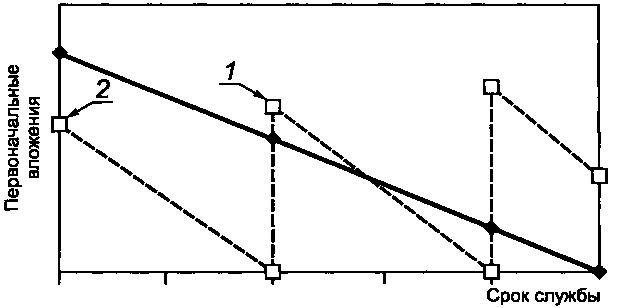 Первоначальные
вложения
2
1
Срок службы